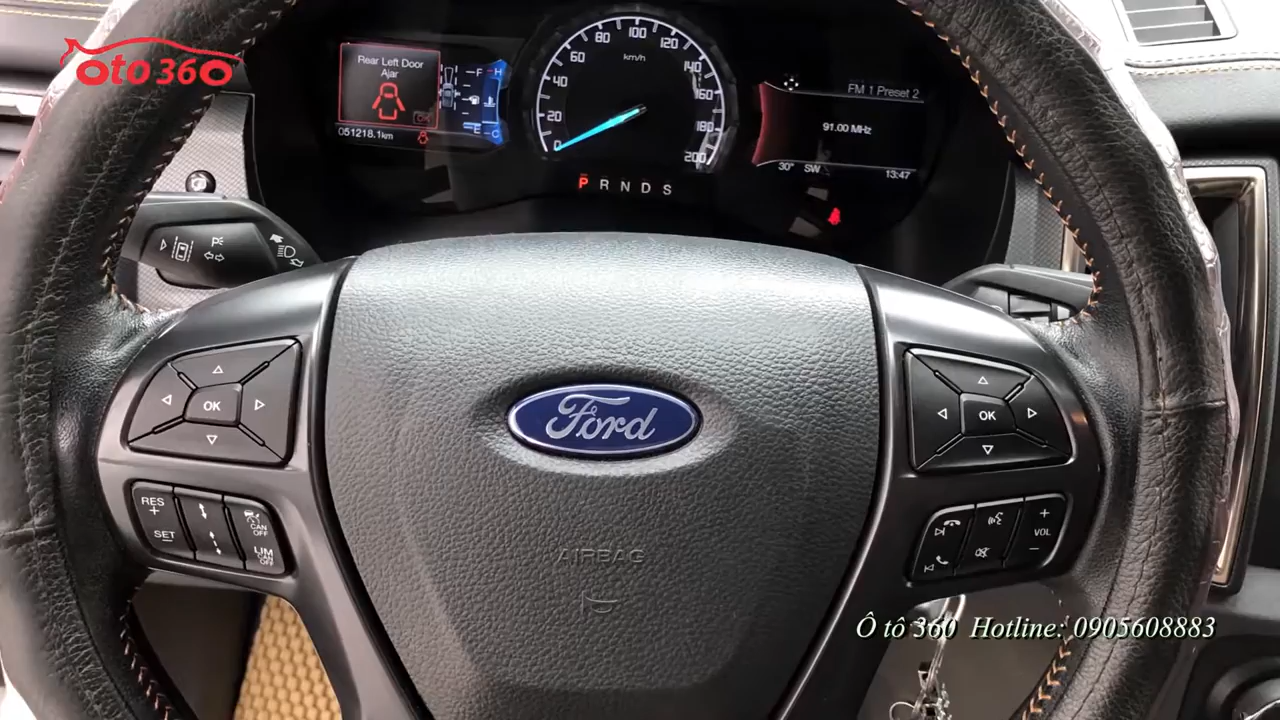 oto360
Rear Left Door
Ajar
OK
051218.1km
F
H
E
C
0
20
40
60
80
100
120
140
160
180
200
km/h
P R N D S
FM 1 Preset 2
91.00 MHz
30° SW
13:47
OK
RES
+
SET
−
CAN
OFF
LIM
CAN
OFF
Ford
AIRBAG
OK
+
VOL
−
Ô tô 360 Hotline: 0905608883